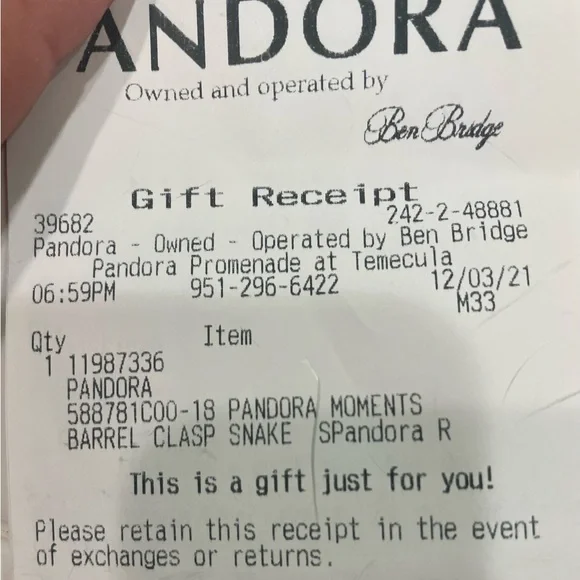 PANDORA
Owned and operated by
Ben Bridge
Gift Receipt
39682 242-2-48881
Pandora - Owned - Operated by Ben Bridge
Pandora Promenade at Temecula
06:59PM 951-296-6422 12/03/21
M33
Qty Item
1 11987336
PANDORA
588781C00-18 PANDORA MOMENTS
BARREL CLASP SNAKE SPandora R
This is a gift just for you!
Please retain this receipt in the event
of exchanges or returns.